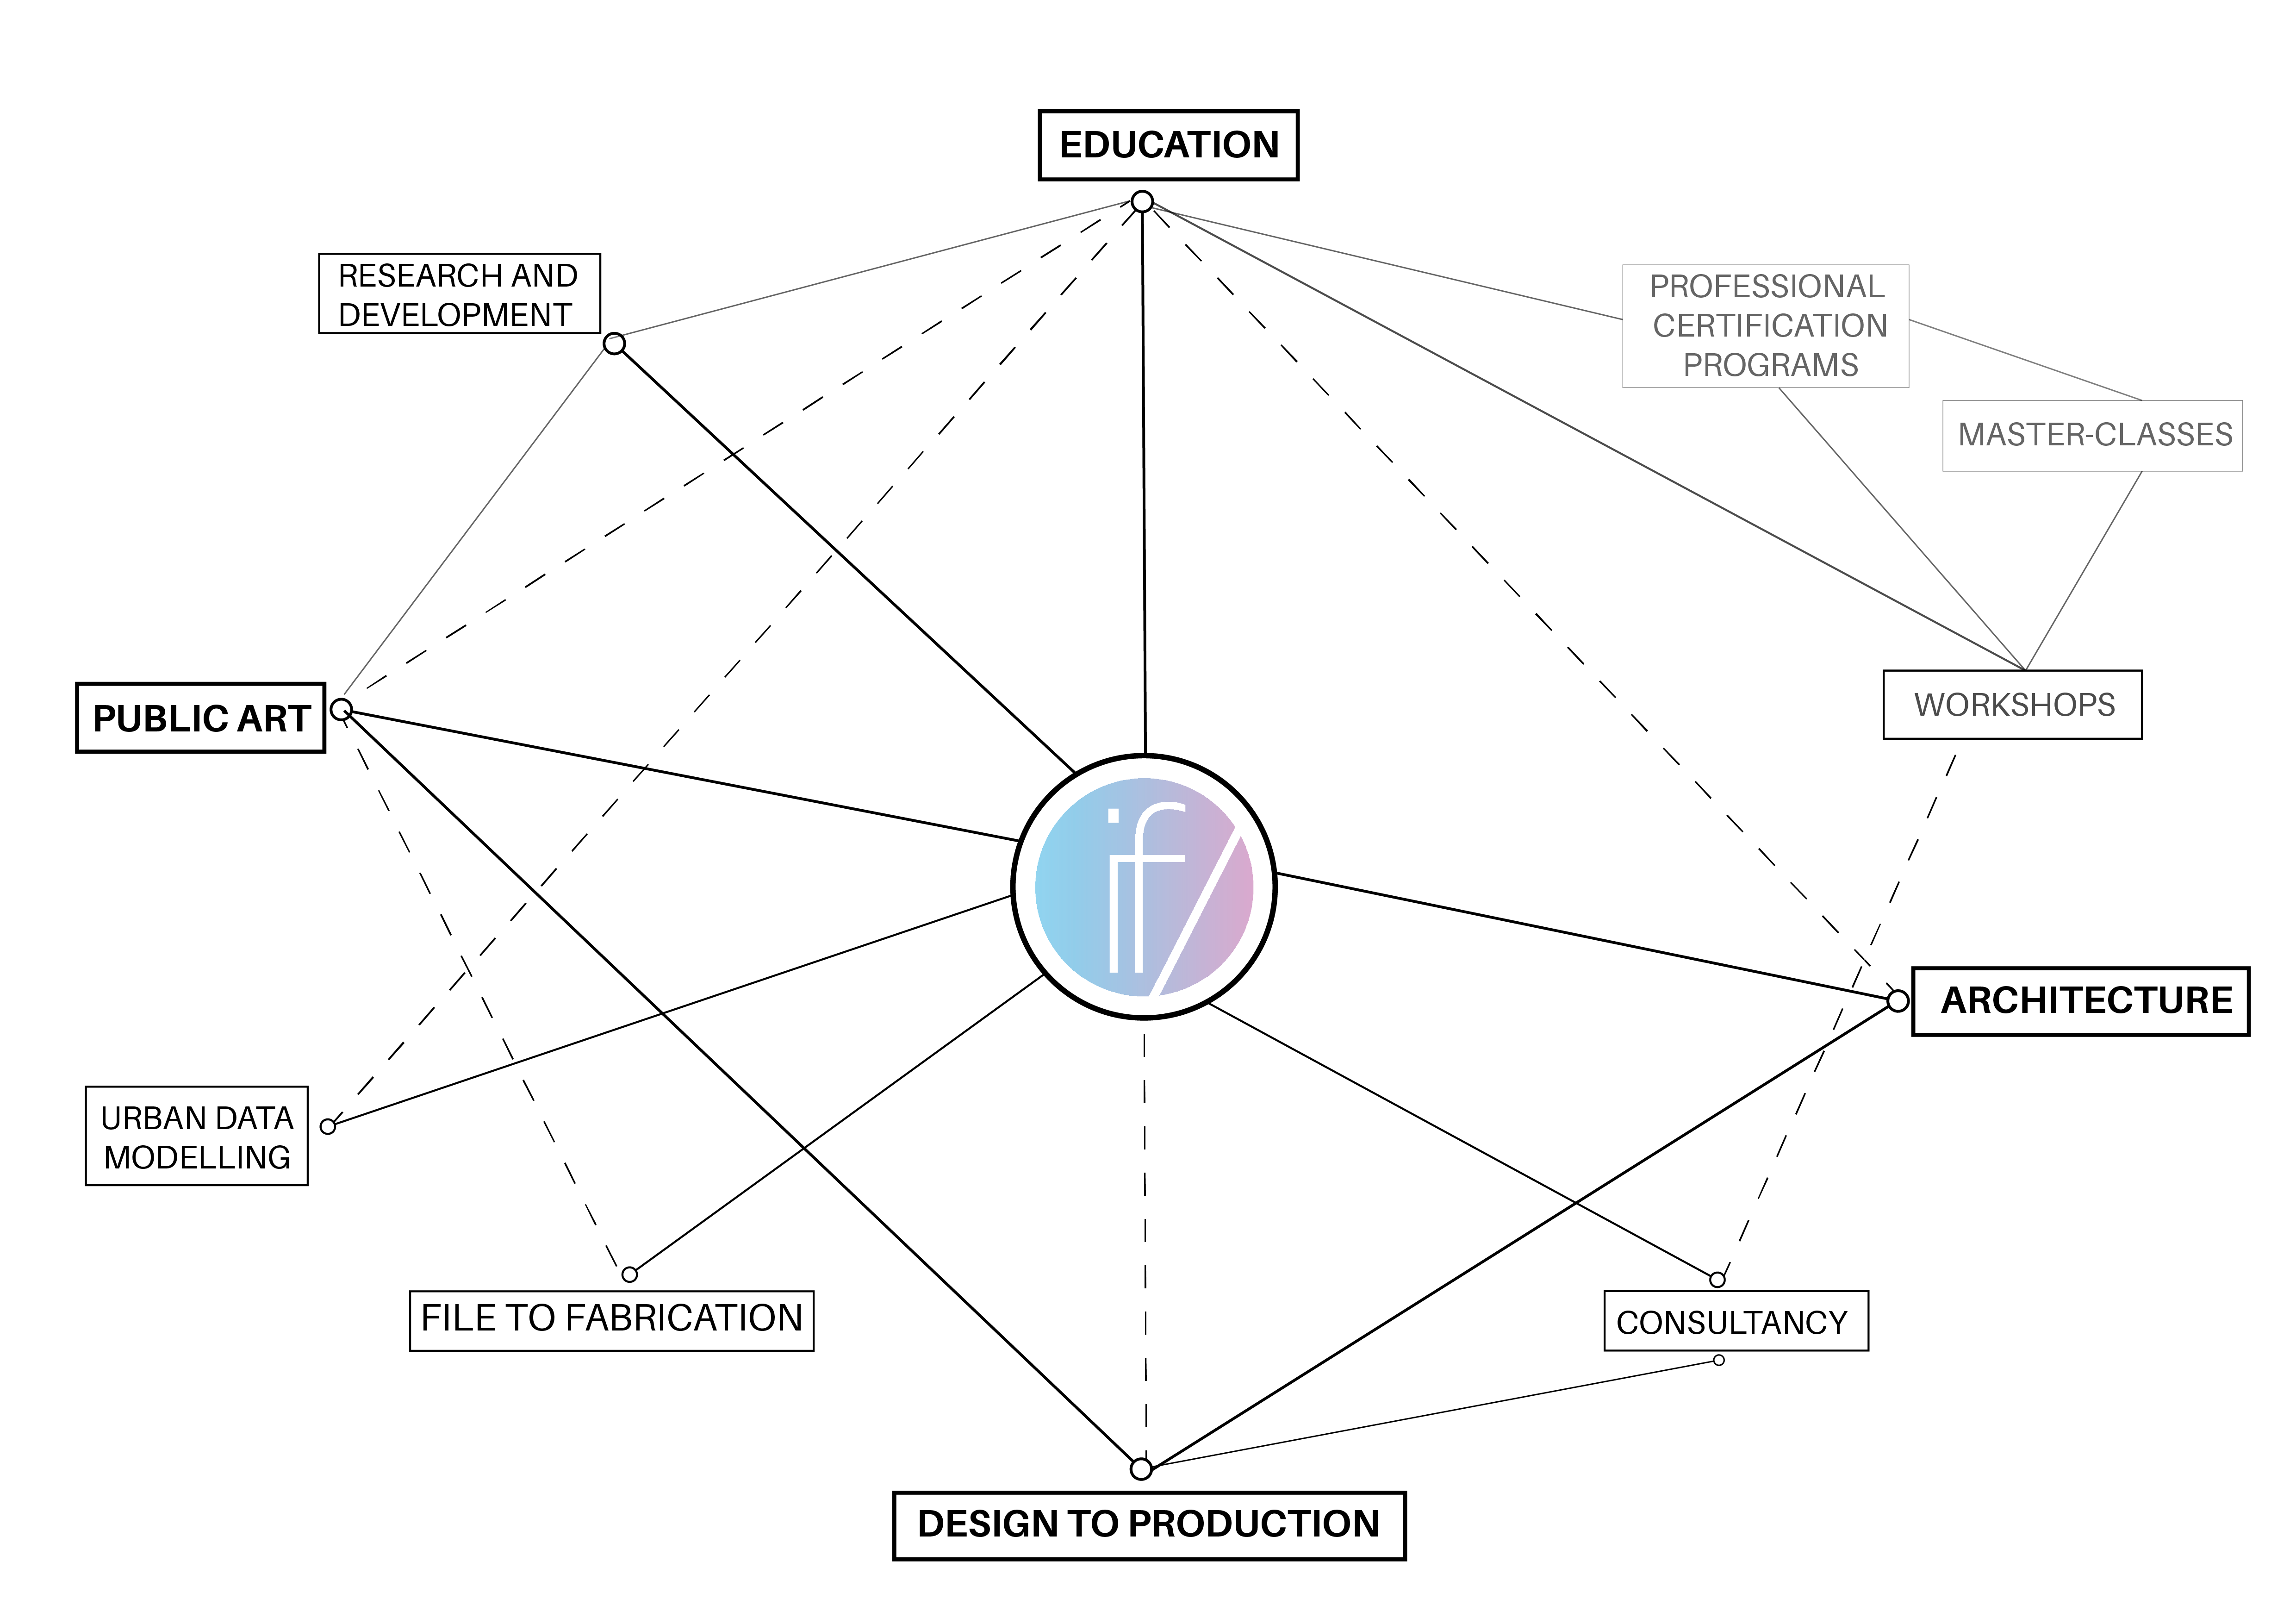 EDUCATION
RESEARCH AND
DEVELOPMENT
PROFESSIONAL
CERTIFICATION
PROGRAMS
MASTER-CLASSES
PUBLIC ART
WORKSHOPS
if/
ARCHITECTURE
URBAN DATA
MODELLING
FILE TO FABRICATION
CONSULTANCY
DESIGN TO PRODUCTION